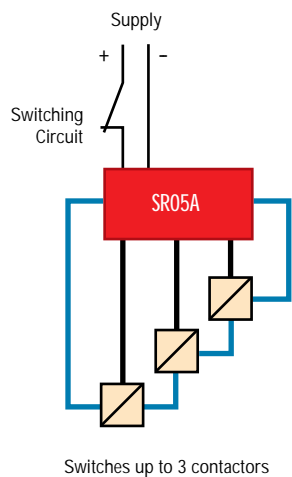 Supply
+ –
Switching
Circuit
SR05A
Switches up to 3 contactors